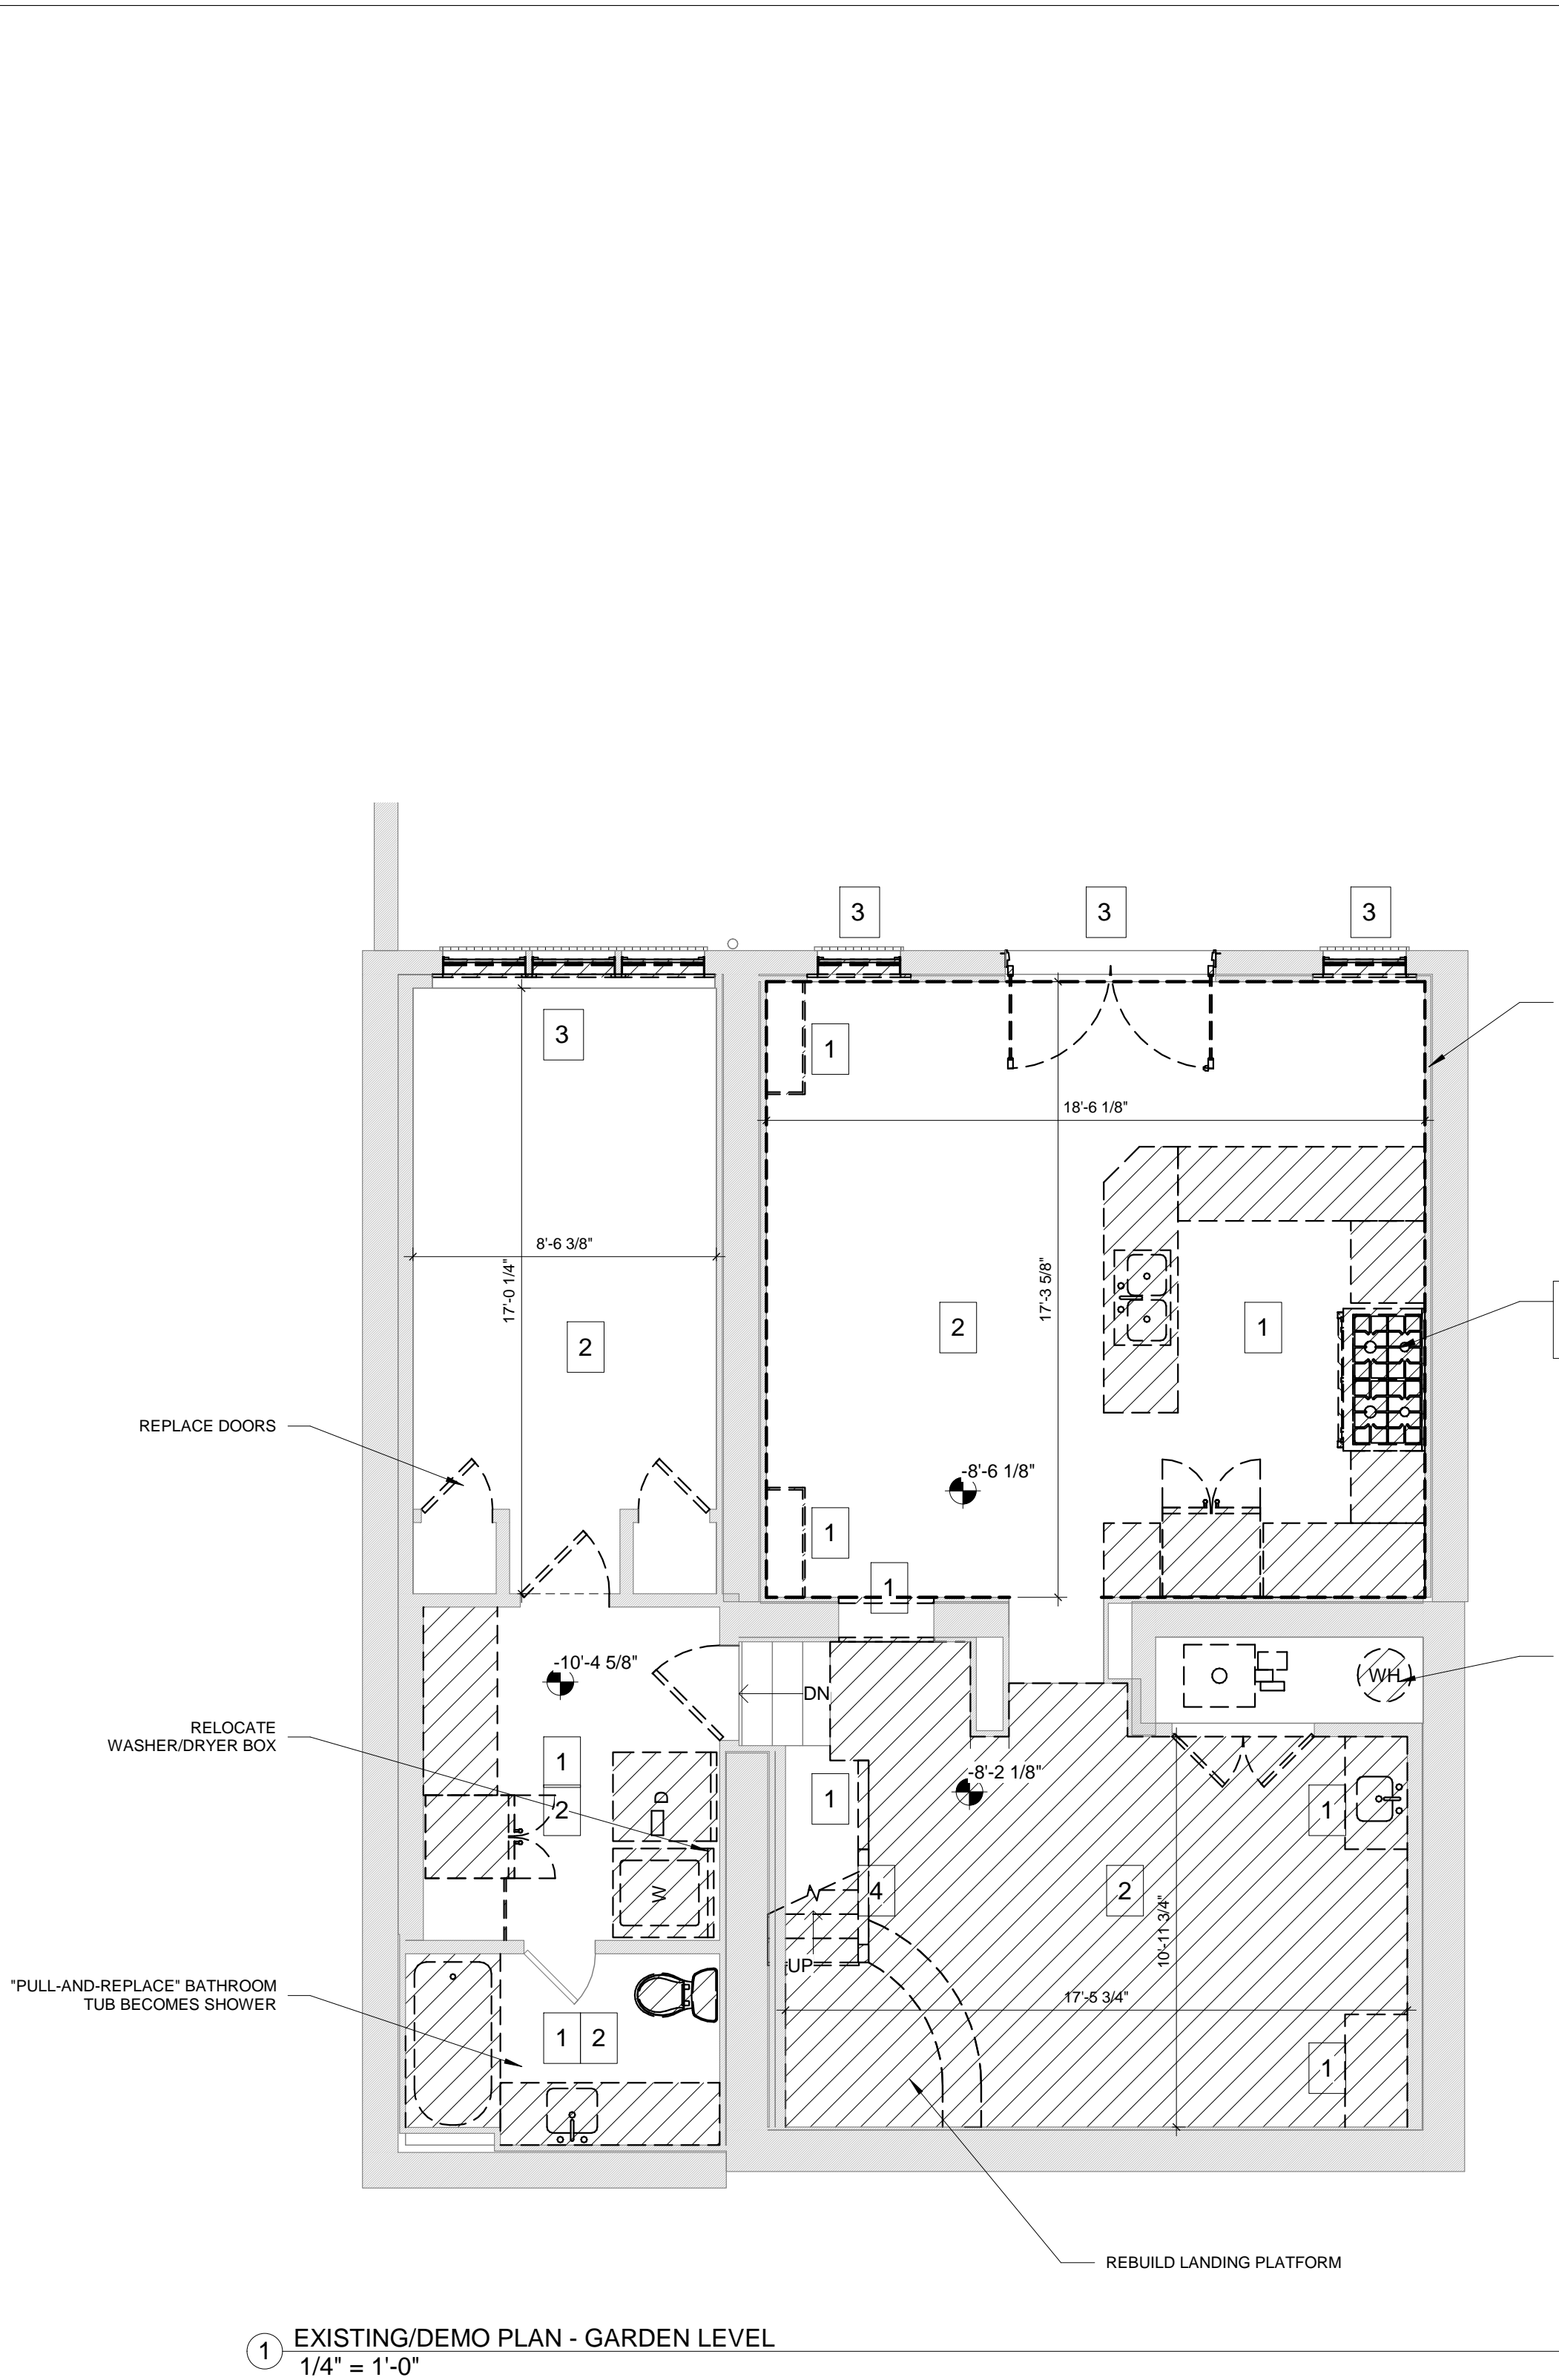 3
3
3
3
1
18'-6 1/8"
8'-6 3/8"
17'-0 1/4"
17'-3 5/8"
2
1
2
REPLACE DOORS
-8'-6 1/8"
1
1
-10'-4 5/8"
WH
DN
RELOCATE
WASHER/DRYER BOX
1
2
D
-8'-2 1/8"
1
1
W
4
2
10'-11 3/4"
UP
"PULL-AND-REPLACE" BATHROOM
TUB BECOMES SHOWER
17'-5 3/4"
1 2
1
REBUILD LANDING PLATFORM
1 EXISTING/DEMO PLAN - GARDEN LEVEL
1/4" = 1'-0"